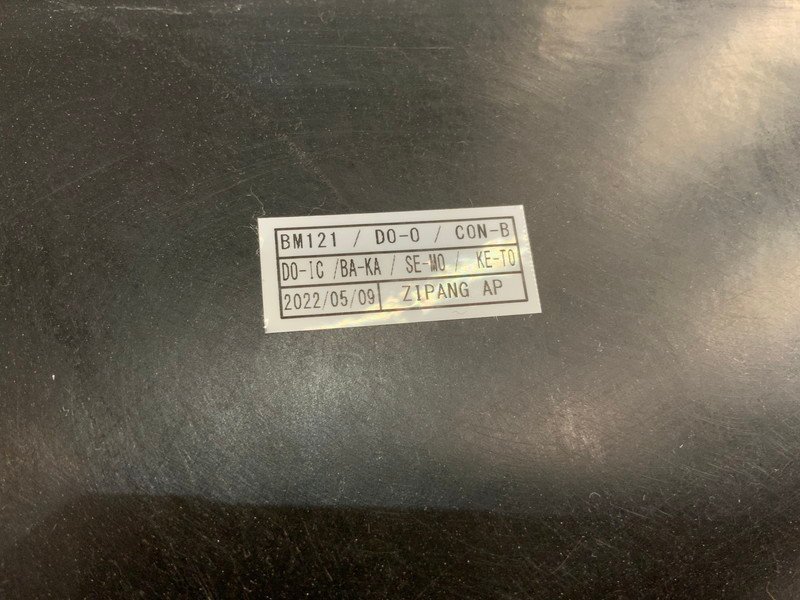 BM121 / DO-O / CON-B
DO-IC /BA-KA / SE-MO / KE-TO
2022/05/09 ZIPANG AP